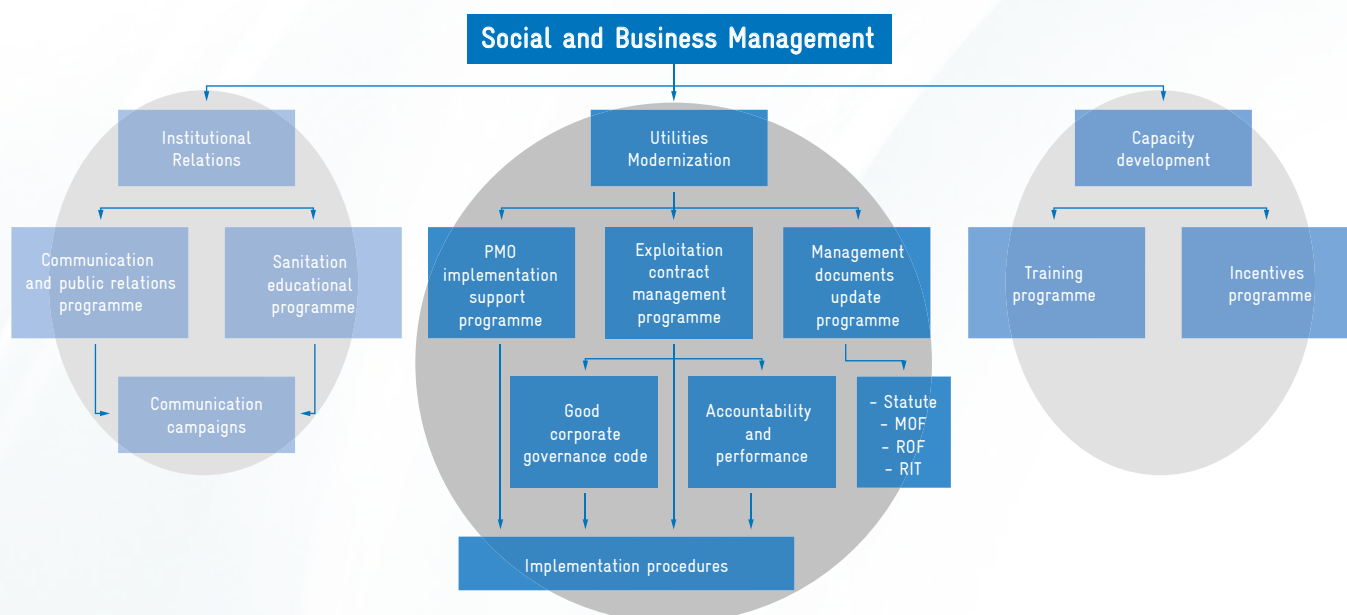 Social and Business Management
Institutional
Relations
Utilities
Modernization
Capacity
development
Communication
and public relations
programme
Sanitation
educational
programme
PMO
implementation
support
programme
Exploitation
contract
management
programme
Management
documents
update
programme
Training
programme
Incentives
programme
Communication
campaigns
Good
corporate
governance code
Accountability
and
performance
- Statute
- MOF
- ROF
- RIT
Implementation procedures